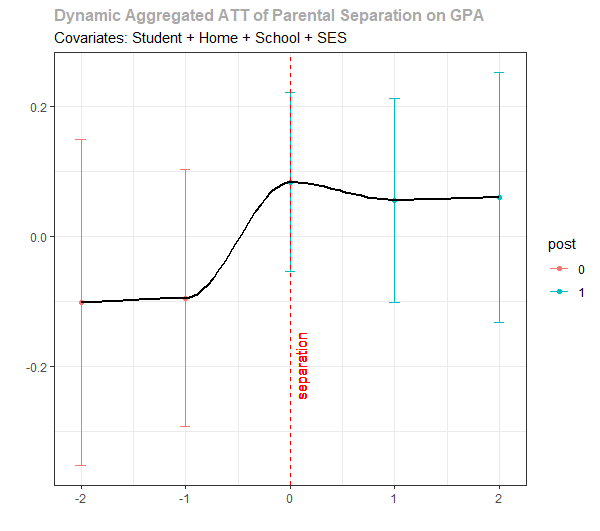 Dynamic Aggregated ATT of Parental Separation on GPA
Covariates: Student + Home + School + SES
0.2
0.0
-0.2
separation
-2
-1
0
1
2
post
0
1